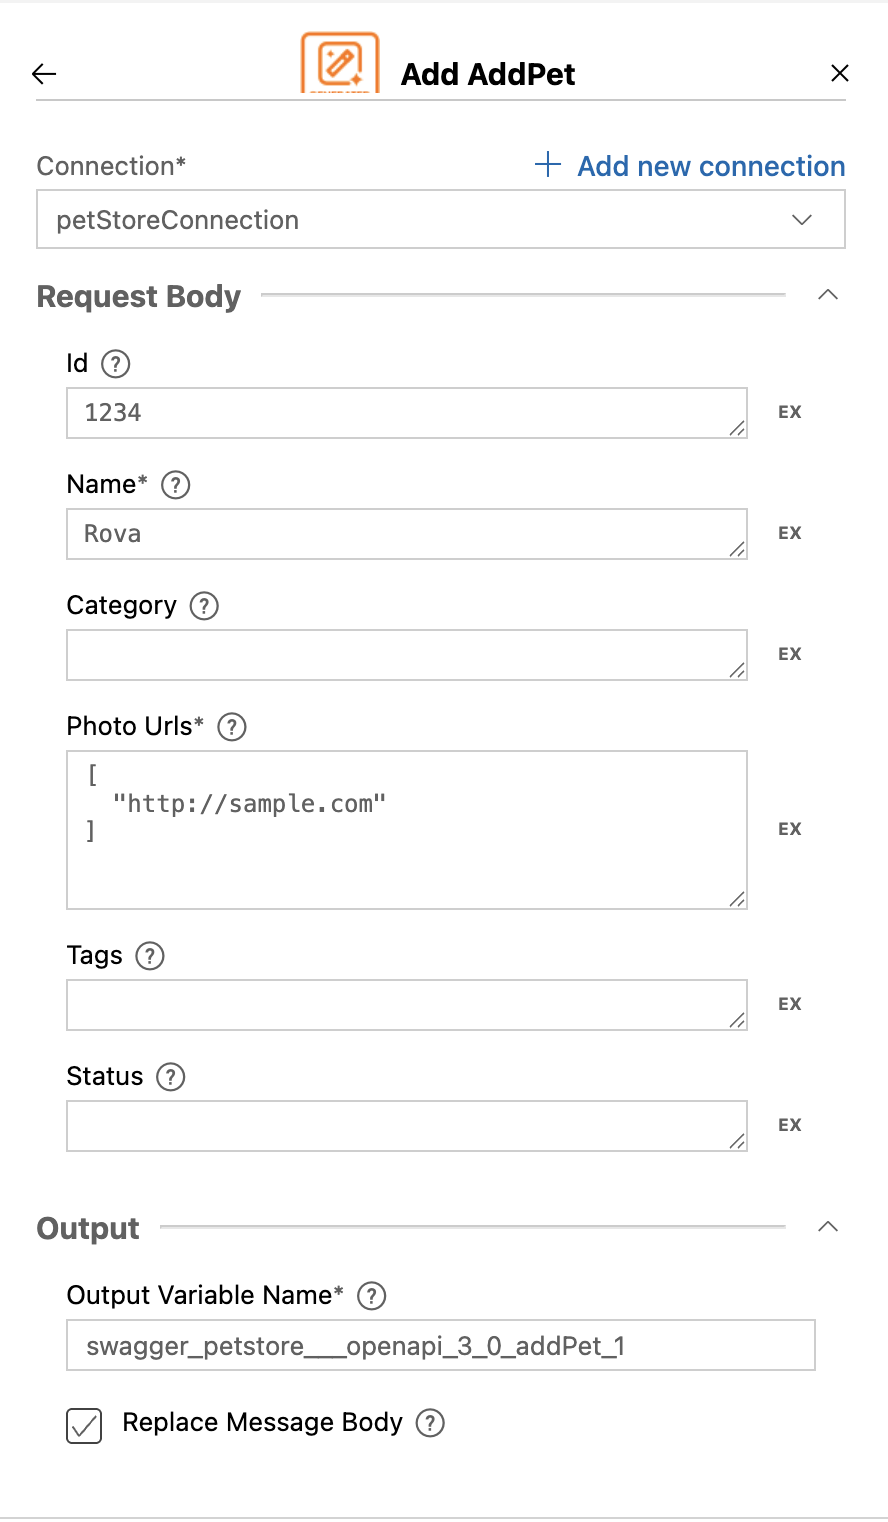 Add AddPet
Connection*
Add new connection
petStoreConnection
Request Body
Id ?
1234
EX
Name* ?
Rova
EX
Category ?
EX
Photo Urls* ?
[
"http://sample.com"
]
EX
Tags ?
EX
Status ?
EX
Output
Output Variable Name* ?
swagger_petstore___openapi_3_0_addPet_1
Replace Message Body ?